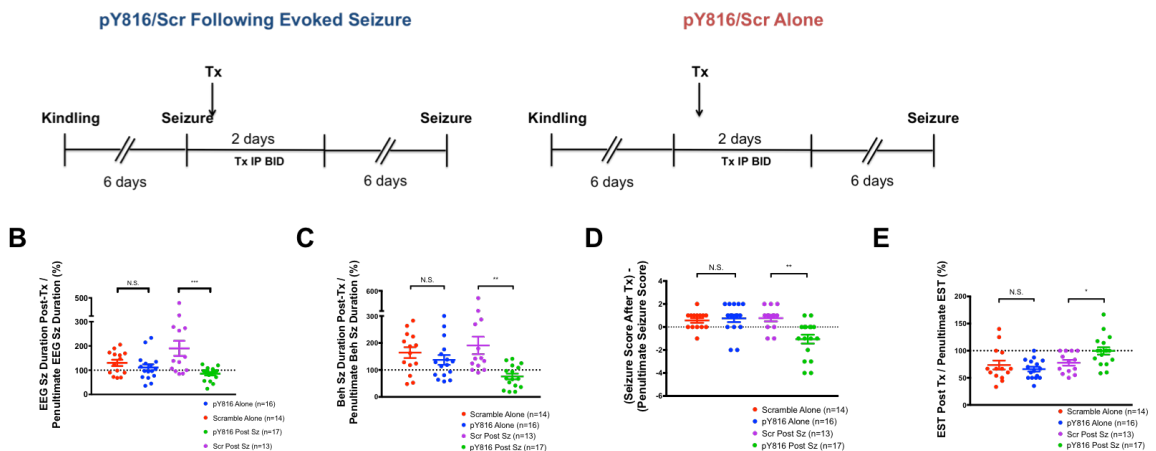 pY816/Scr Following Evoked Seizure
pY816/Scr Alone
Tx
Tx
Kindling
Seizure
Seizure
2 days
Tx IP BID
6 days
6 days
Kindling
Seizure
2 days
Tx IP BID
6 days
6 days
B
EEG Sz Duration Post-Tx /
Penultimate EEG Sz Duration (%)
500
300
200
100
0
N.S.
***
pY816 Alone (n=16)
Scramble Alone (n=14)
pY816 Post Sz (n=17)
Scr Post Sz (n=13)
C
Beh Sz Duration Post-Tx /
Penultimate Beh Sz Duration (%)
600
300
200
100
0
N.S.
**
Scramble Alone (n=14)
pY816 Alone (n=16)
Scr Post Sz (n=13)
pY816 Post Sz (n=17)
D
(Seizure Score After Tx) -
(Penultimate Seizure Score)
4
2
0
-2
-4
-6
N.S.
**
Scramble Alone (n=14)
pY816 Alone (n=16)
Scr Post Sz (n=13)
pY816 Post Sz (n=17)
E
EST Post Tx / Penultimate EST (%)
200
150
100
50
0
N.S.
*
Scramble Alone (n=14)
pY816 Alone (n=16)
Scr Post Sz (n=13)
pY816 Post Sz (n=17)